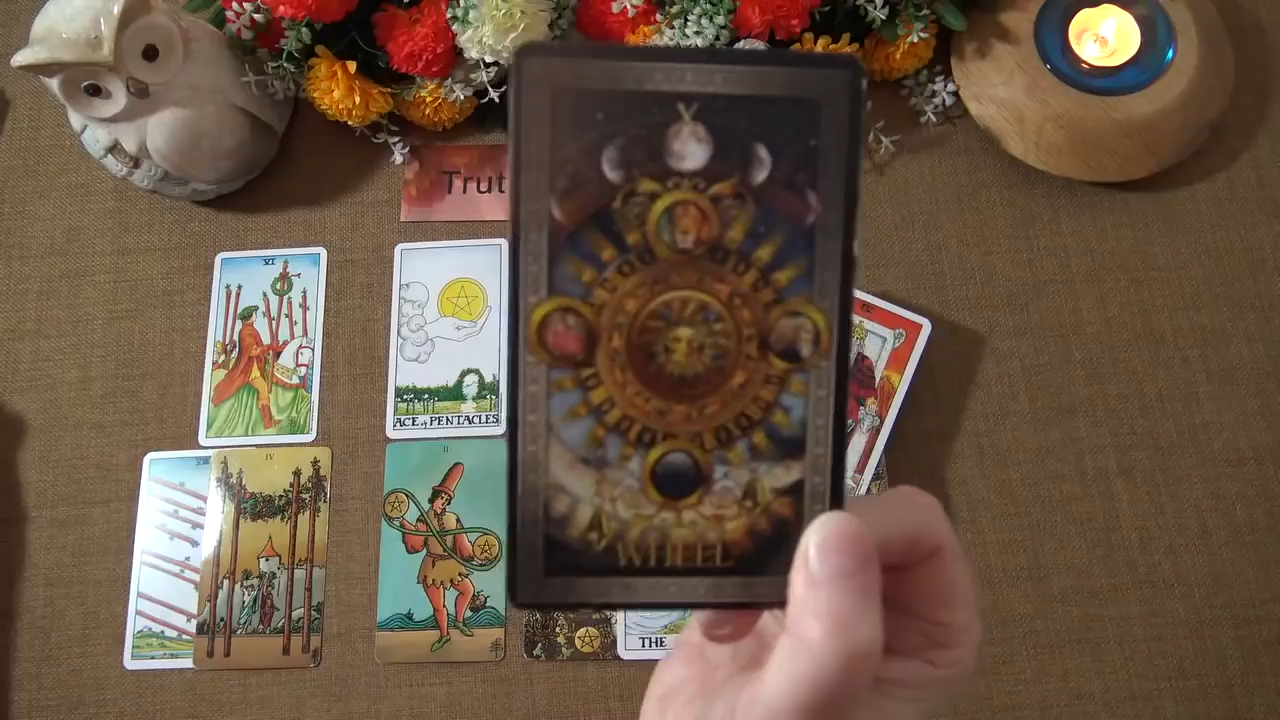 X
Trut
VI
ACE of PENTACLES
IV
II
WHEEL
THE